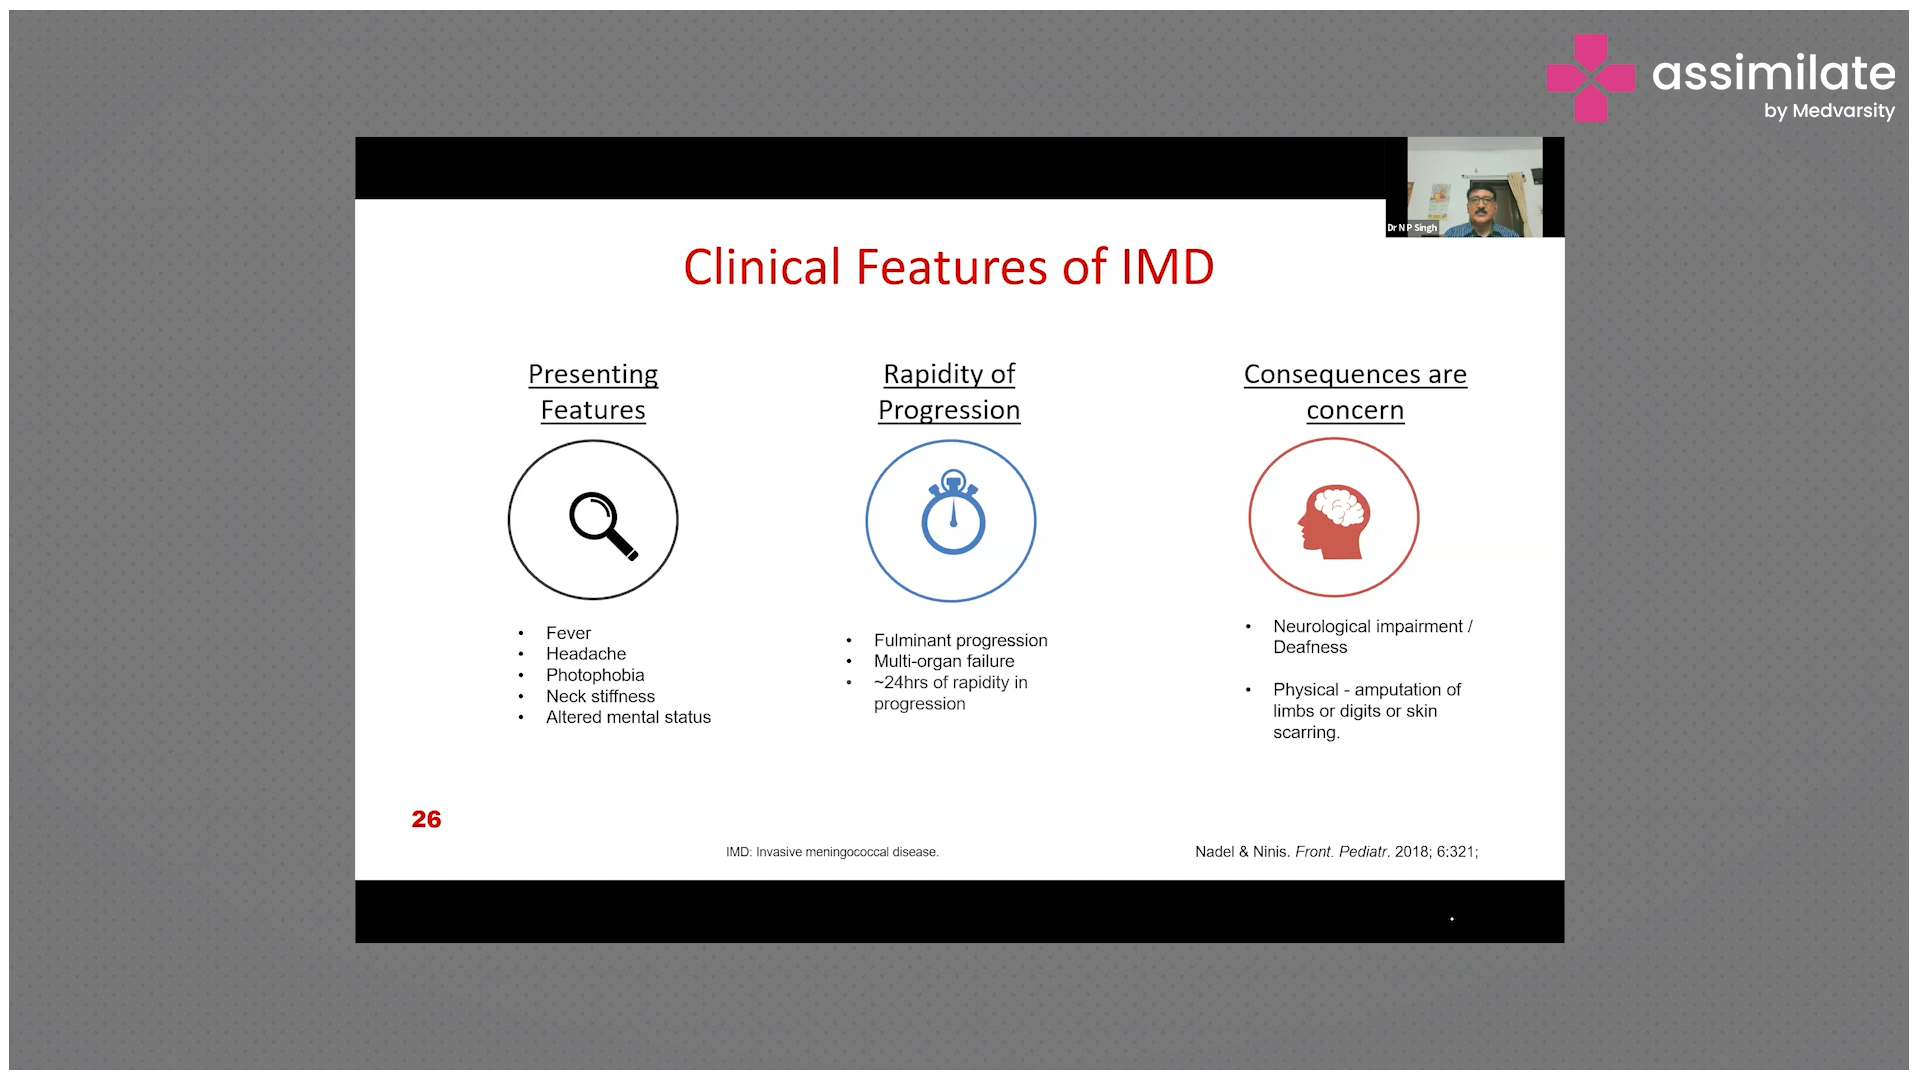 assimilate
by Medvarsity
Dr N P Singh
Clinical Features of IMD
Presenting
Features
• Fever
• Headache
• Photophobia
• Neck stiffness
• Altered mental status
Rapidity of
Progression
• Fulminant progression
• Multi-organ failure
• ~24hrs of rapidity in
progression
Consequences are
concern
• Neurological impairment /
Deafness
• Physical - amputation of
limbs or digits or skin
scarring.
26
IMD: Invasive meningococcal disease.
Nadel & Ninis. Front. Pediatr. 2018; 6:321;